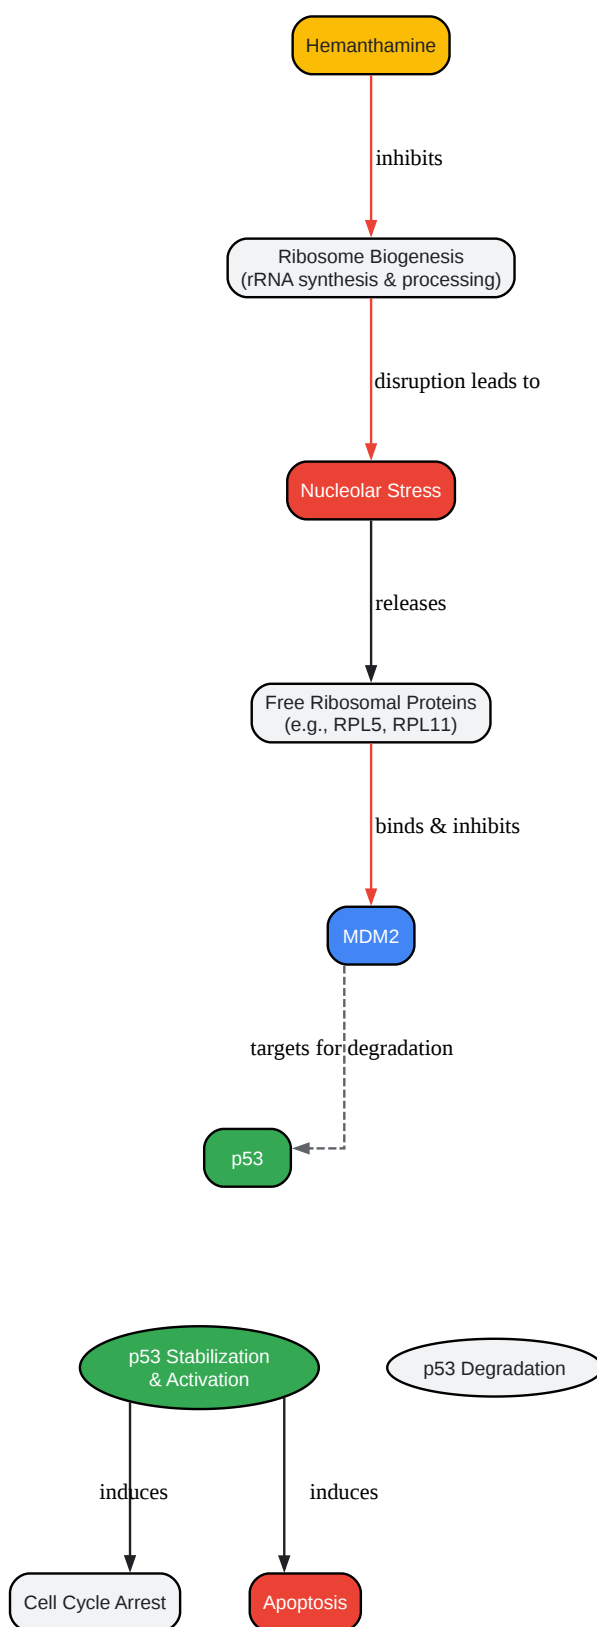 Hemanthamine
inhibits
Ribosome Biogenesis
(rRNA synthesis & processing)
disruption leads to
Nucleolar Stress
releases
Free Ribosomal Proteins
(e.g., RPL5, RPL11)
binds & inhibits
MDM2
targets for degradation
p53
p53 Stabilization
& Activation
p53 Degradation
induces
induces
Cell Cycle Arrest
Apoptosis